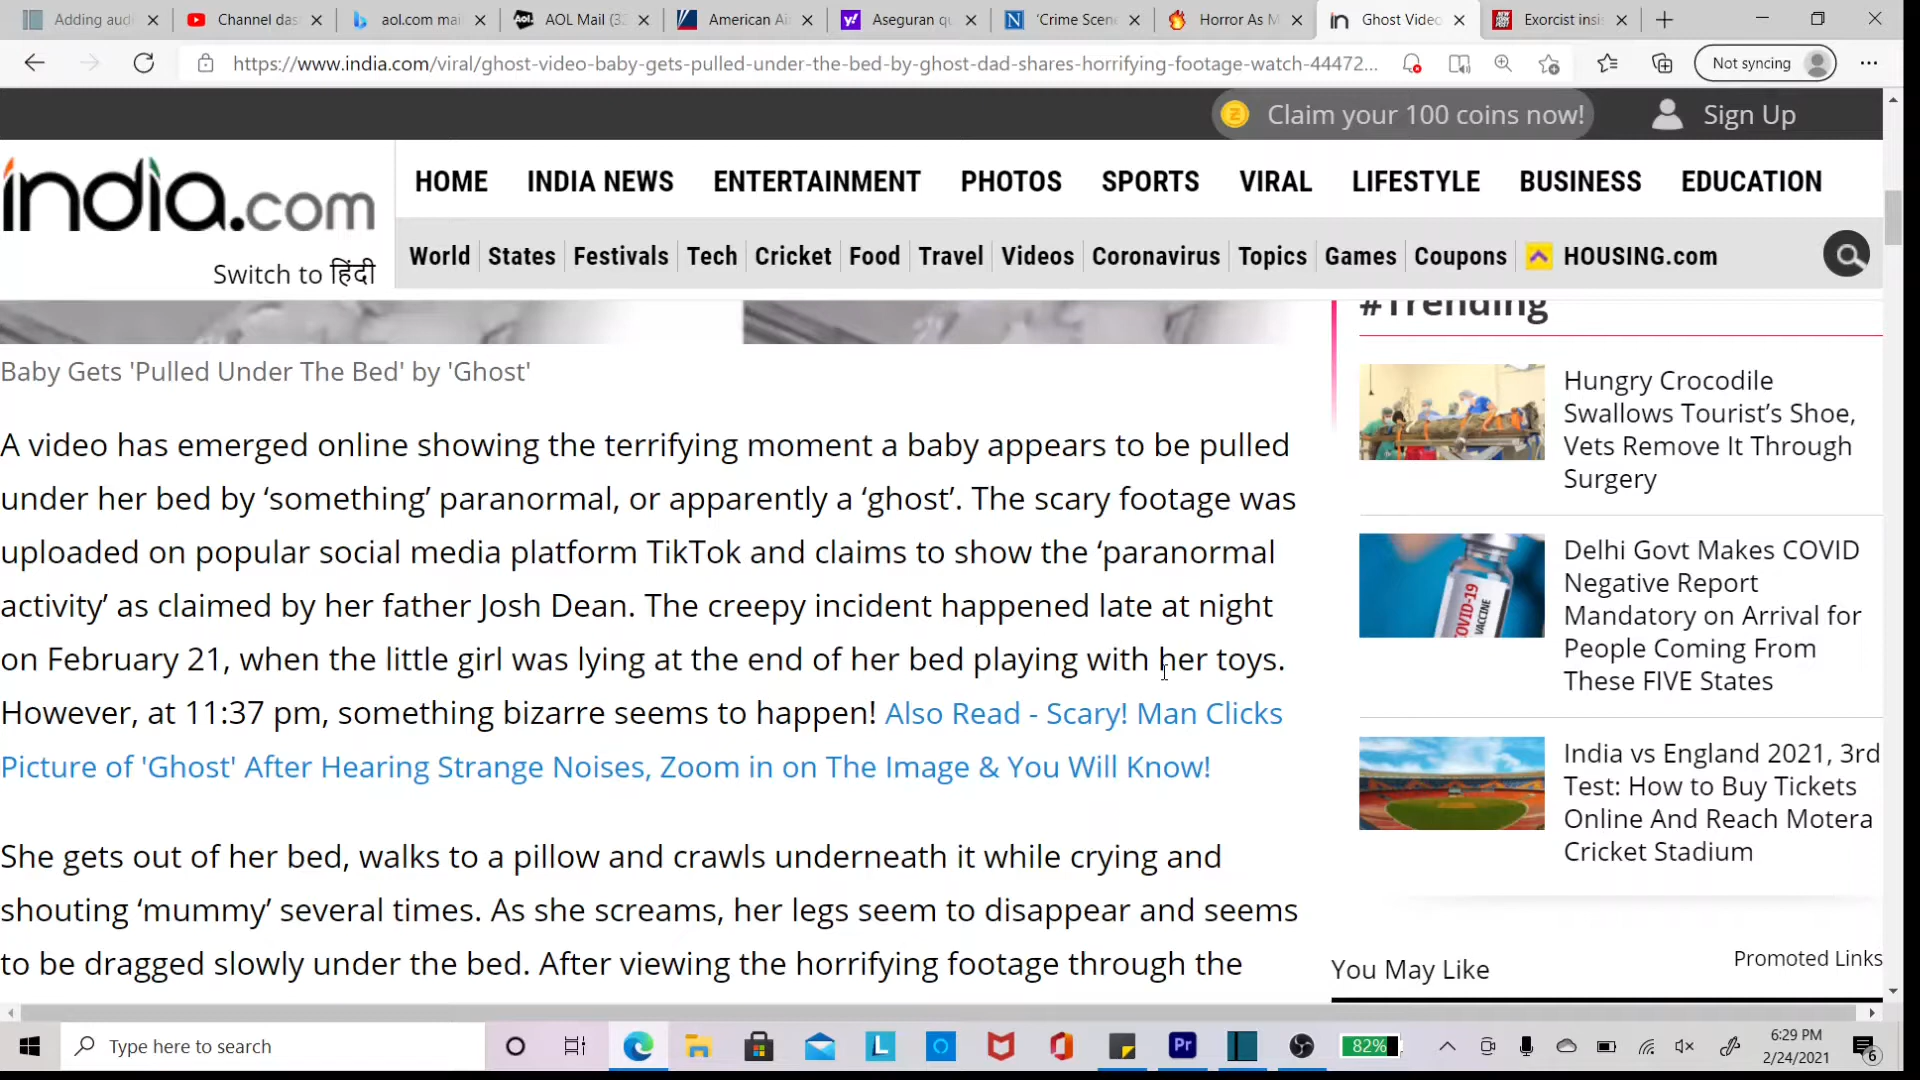 Adding aud
Channel das
aol.com mai
AOL Mail (3
American Ai
Aseguran qu
'Crime Scen
Horror As M
Ghost Video
Exorcist insi
https://www.india.com/viral/ghost-video-baby-gets-pulled-under-the-bed-by-ghost-dad-shares-horrifying-footage-watch-44472...
Not syncing
Claim your 100 coins now!
Sign Up
india.com
Switch to हिंदी
HOME INDIA NEWS ENTERTAINMENT PHOTOS SPORTS VIRAL LIFESTYLE BUSINESS EDUCATION
World States Festivals Tech Cricket Food Travel Videos Coronavirus Topics Games Coupons HOUSING.com
Baby Gets 'Pulled Under The Bed' by 'Ghost'
A video has emerged online showing the terrifying moment a baby appears to be pulled
under her bed by ‘something’ paranormal, or apparently a ‘ghost’. The scary footage was
uploaded on popular social media platform TikTok and claims to show the ‘paranormal
activity’ as claimed by her father Josh Dean. The creepy incident happened late at night
on February 21, when the little girl was lying at the end of her bed playing with her toys.
However, at 11:37 pm, something bizarre seems to happen! Also Read - Scary! Man Clicks
Picture of 'Ghost' After Hearing Strange Noises, Zoom in on The Image & You Will Know!
She gets out of her bed, walks to a pillow and crawls underneath it while crying and
shouting ‘mummy’ several times. As she screams, her legs seem to disappear and seems
to be dragged slowly under the bed. After viewing the horrifying footage through the
#Trending
Hungry Crocodile
Swallows Tourist’s Shoe,
Vets Remove It Through
Surgery
COVID-19
VACCINE
Delhi Govt Makes COVID
Negative Report
Mandatory on Arrival for
People Coming From
These FIVE States
India vs England 2021, 3rd
Test: How to Buy Tickets
Online And Reach Motera
Cricket Stadium
You May Like
Promoted Links
Type here to search
L
Pr
82%
6:29 PM
2/24/2021
6